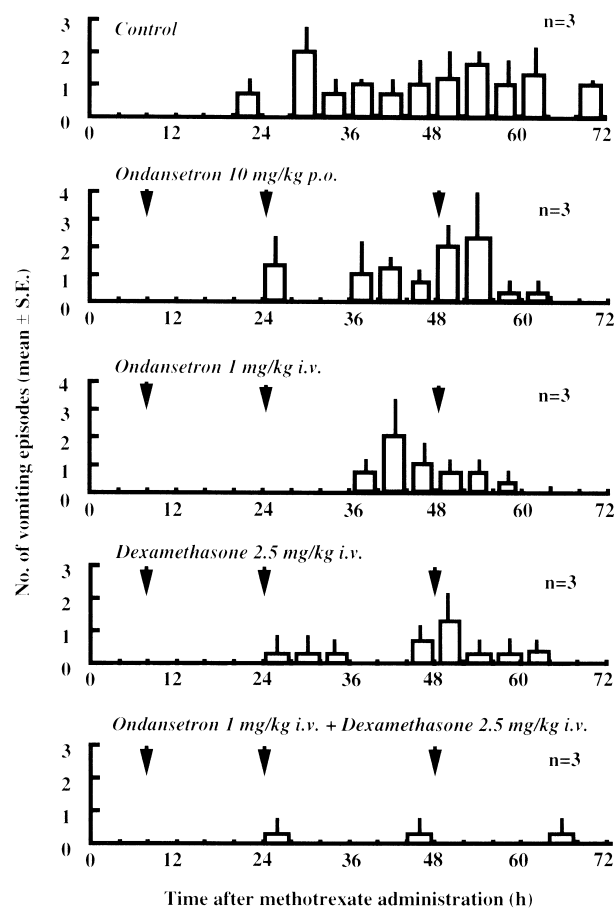 Control
n=3
3
2
1
0
0 12 24 36 48 60 72
Ondansetron 10 mg/kg p.o.
n=3
4
3
2
1
0
0 12 24 36 48 60 72
Ondansetron 1 mg/kg i.v.
n=3
4
3
2
1
0
0 12 24 36 48 60 72
Dexamethasone 2.5 mg/kg i.v.
n=3
3
2
1
0
0 12 24 36 48 60 72
Ondansetron 1 mg/kg i.v. + Dexamethasone 2.5 mg/kg i.v.
n=3
3
2
1
0
0 12 24 36 48 60 72
No. of vomiting episodes (mean ± S.E.)
Time after methotrexate administration (h)